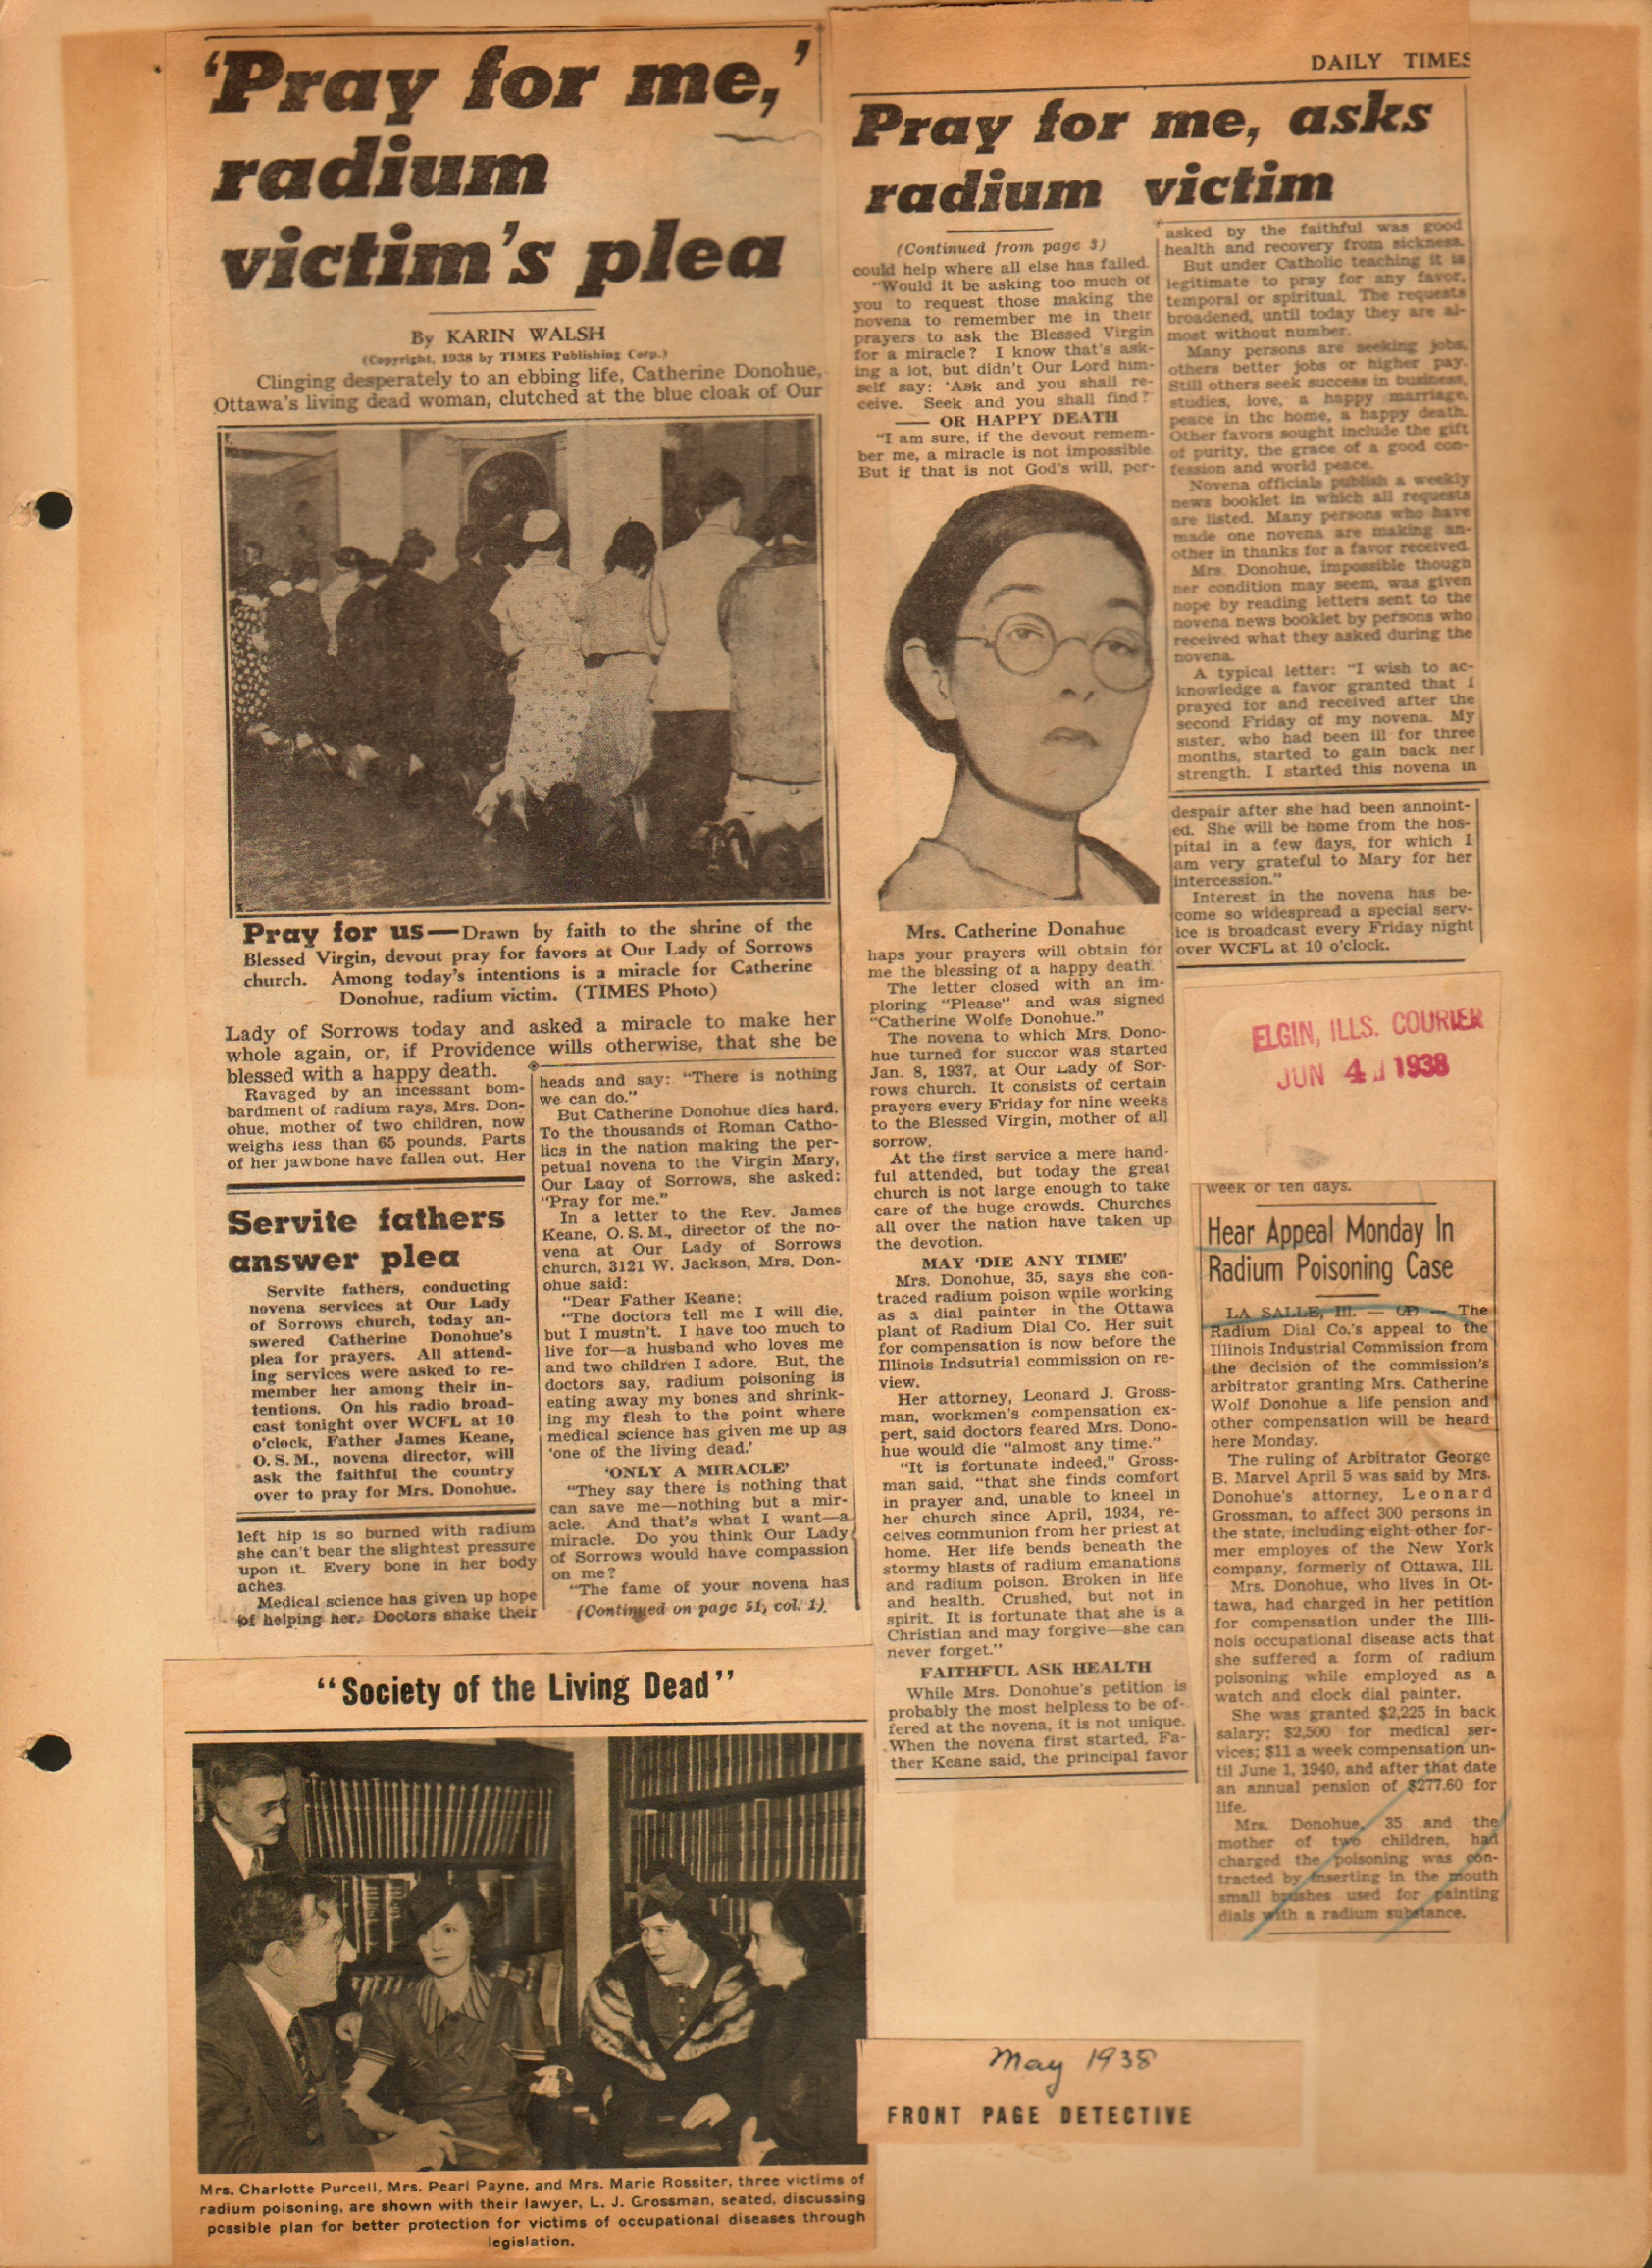 ‘Pray for me,’
radium
victim’s plea
By KARIN WALSH
(Copyright, 1938 by TIMES Publishing Corp.)
Clinging desperately to an ebbing life, Catherine Donohue,
Ottawa’s living dead woman, clutched at the blue cloak of Our
Pray for us—Drawn by faith to the shrine of the
Blessed Virgin, devout pray for favors at Our Lady of Sorrows
church. Among today’s intentions is a miracle for Catherine
Donohue, radium victim. (TIMES Photo)
Lady of Sorrows today and asked a miracle to make her
whole again, or, if Providence wills otherwise, that she be
blessed with a happy death.
Ravaged by an incessant bom-
bardment of radium rays, Mrs. Don-
ohue, mother of two children, now
weighs less than 65 pounds. Parts
of her jawbone have fallen out. Her
Servite fathers
answer plea
Servite fathers, conducting
novena services at Our Lady
of Sorrows church, today an-
swered Catherine Donohue’s
plea for prayers. All attend-
ing services were asked to re-
member her among their in-
tentions. On his radio broad-
cast tonight over WCFL at 10
o’clock, Father James Keane,
O. S. M., novena director, will
ask the faithful the country
over to pray for Mrs. Donohue.
left hip is so burned with radium
she can’t bear the slightest pressure
upon it. Every bone in her body
aches.
Medical science has given up hope
of helping her. Doctors shake their
heads and say: “There is nothing
we can do.”
But Catherine Donohue dies hard.
To the thousands of Roman Catho-
lics in the nation making the per-
petual novena to the Virgin Mary,
Our Lady of Sorrows, she asked:
“Pray for me.”
In a letter to the Rev. James
Keane, O. S. M., director of the no-
vena at Our Lady of Sorrows
church, 3121 W. Jackson, Mrs. Don-
ohue said:
“Dear Father Keane:
“The doctors tell me I will die,
but I mustn’t. I have too much to
live for—a husband who loves me
and two children I adore. But, the
doctors say, radium poisoning is
eating away my bones and shrink-
ing my flesh to the point where
medical science has given me up as
‘one of the living dead.’
‘ONLY A MIRACLE’
“They say there is nothing that
can save me—nothing but a mir-
acle. And that’s what I want—a
miracle. Do you think Our Lady
of Sorrows would have compassion
on me?
“The fame of your novena has
(Continued on page 51, col. 1)
DAILY TIMES
Pray for me, asks
radium victim
(Continued from page 3)
could help where all else has failed.
“Would it be asking too much of
you to request those making the
novena to remember me in their
prayers to ask the Blessed Virgin
for a miracle? I know that’s ask-
ing a lot, but didn’t Our Lord him-
self say: ‘Ask and you shall re-
ceive. Seek and you shall find?’
— OR HAPPY DEATH
“I am sure, if the devout remem-
ber me, a miracle is not impossible
But if that is not God’s will, per-
Mrs. Catherine Donahue
haps your prayers will obtain for
me the blessing of a happy death.”
The letter closed with an im-
ploring “Please” and was signed
“Catherine Wolfe Donohue.”
The novena to which Mrs. Dono-
hue turned for succor was started
Jan. 8, 1937, at Our Lady of Sor-
rows church. It consists of certain
prayers every Friday for nine weeks
to the Blessed Virgin, mother of all
sorrow.
At the first service a mere hand-
ful attended, but today the great
church is not large enough to take
care of the huge crowds. Churches
all over the nation have taken up
the devotion.
MAY ‘DIE ANY TIME’
Mrs. Donohue, 35, says she con-
traced radium poison while working
as a dial painter in the Ottawa
plant of Radium Dial Co. Her suit
for compensation is now before the
Illinois Indsutrial commission on re-
view.
Her attorney, Leonard J. Gross-
man, workmen’s compensation ex-
pert, said doctors feared Mrs. Dono-
hue would die “almost any time.”
“It is fortunate indeed,” Gross-
man said, “that she finds comfort
in prayer and, unable to kneel in
her church since April, 1934, re-
ceives communion from her priest at
home. Her life bends beneath the
stormy blasts of radium emanations
and radium poison. Broken in life
and health. Crushed, but not in
spirit. It is fortunate that she is a
Christian and may forgive—she can
never forget.”
FAITHFUL ASK HEALTH
While Mrs. Donohue’s petition is
probably the most helpless to be of-
fered at the novena, it is not unique.
When the novena first started, Fa-
ther Keane said, the principal favor
asked by the faithful was good
health and recovery from sickness.
But under Catholic teaching it is
legitimate to pray for any favor,
temporal or spiritual. The requests
broadened, until today they are al-
most without number.
Many persons are seeking jobs,
others better jobs or higher pay.
Still others seek success in business,
studies, love, a happy marriage,
peace in the home, a happy death.
Other favors sought include the gift
of purity, the grace of a good con-
fession and world peace.
Novena officials publish a weekly
news booklet in which all requests
are listed. Many persons who have
made one novena are making an-
other in thanks for a favor received.
Mrs. Donohue, impossible though
her condition may seem, was given
hope by reading letters sent to the
novena news booklet by persons who
received what they asked during the
novena.
A typical letter: “I wish to ac-
knowledge a favor granted that I
prayed for and received after the
second Friday of my novena. My
sister, who had been ill for three
months, started to gain back her
strength. I started this novena in
despair after she had been annoint-
ed. She will be home from the hos-
pital in a few days, for which I
am very grateful to Mary for her
intercession.”
Interest in the novena has be-
come so widespread a special serv-
ice is broadcast every Friday night
over WCFL at 10 o’clock.
ELGIN, ILLS. COURIER
JUN 4 1938
week or ten days.
Hear Appeal Monday In
Radium Poisoning Case
LA SALLE, Ill. — (P) — The
Radium Dial Co.’s appeal to the
Illinois Industrial Commission from
the decision of the commission’s
arbitrator granting Mrs. Catherine
Wolf Donohue a life pension and
other compensation will be heard
here Monday.
The ruling of Arbitrator George
B. Marvel April 5 was said by Mrs.
Donohue’s attorney, Leonard
Grossman, to affect 300 persons in
the state, including eight other for-
mer employes of the New York
company, formerly of Ottawa, Ill.
Mrs. Donohue, who lives in Ot-
tawa, had charged in her petition
for compensation under the Illi-
nois occupational disease acts that
she suffered a form of radium
poisoning while employed as a
watch and clock dial painter.
She was granted $2,225 in back
salary; $2,500 for medical ser-
vices; $11 a week compensation un-
til June 1, 1940, and after that date
an annual pension of $277.60 for
life.
Mrs. Donohue, 35 and the
mother of two children, had
charged the poisoning was con-
tracted by inserting in the mouth
small brushes used for painting
dials with a radium substance.
“Society of the Living Dead”
Mrs. Charlotte Purcell, Mrs. Pearl Payne, and Mrs. Marie Rossiter, three victims of
radium poisoning, are shown with their lawyer, L. J. Grossman, seated, discussing
possible plan for better protection for victims of occupational diseases through
legislation.
May 1938
FRONT PAGE DETECTIVE